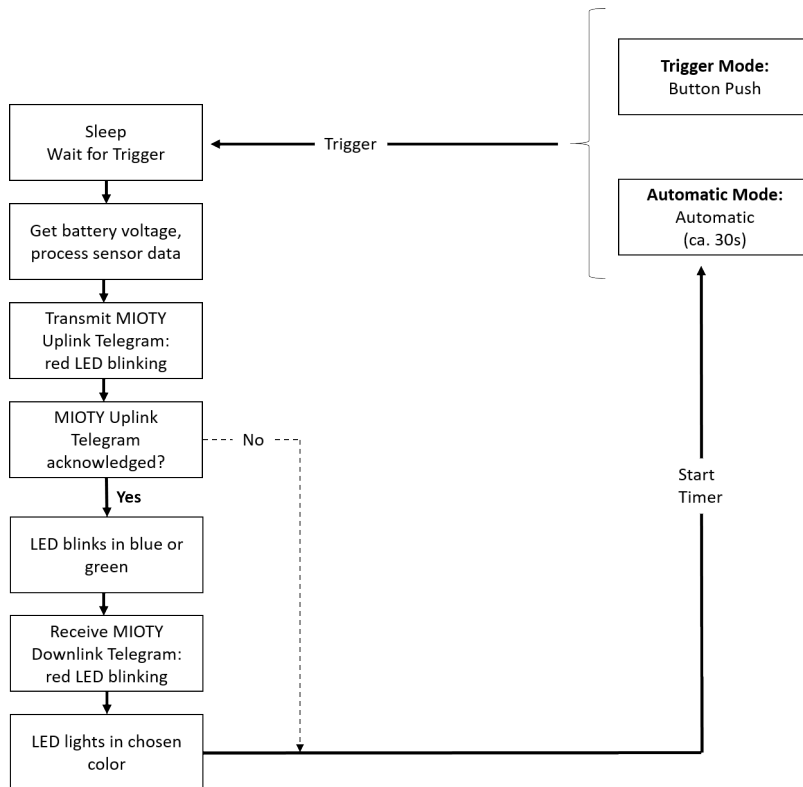 Trigger Mode:
Button Push
Sleep
Wait for Trigger
Trigger
Automatic Mode:
Automatic
(ca. 30s)
Get battery voltage,
process sensor data
Transmit MIOTY
Uplink Telegram:
red LED blinking
MIOTY Uplink
Telegram
acknowledged?
No
Yes
Start
Timer
LED blinks in blue or
green
Receive MIOTY
Downlink Telegram:
red LED blinking
LED lights in chosen
color